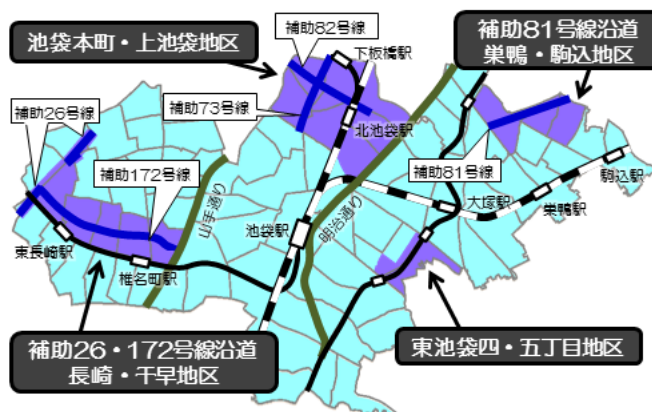 池袋本町・上池袋地区
補助82号線
下板橋駅
補助81号線沿道
巣鴨・駒込地区
補助26号線
補助73号線
北池袋駅
補助172号線
補助81号線
駒込駅
山手通り
池袋駅
明治通り
大塚駅
巣鴨駅
東長崎駅
椎名町駅
補助26・172号線沿道
長崎・千早地区
東池袋四・五丁目地区